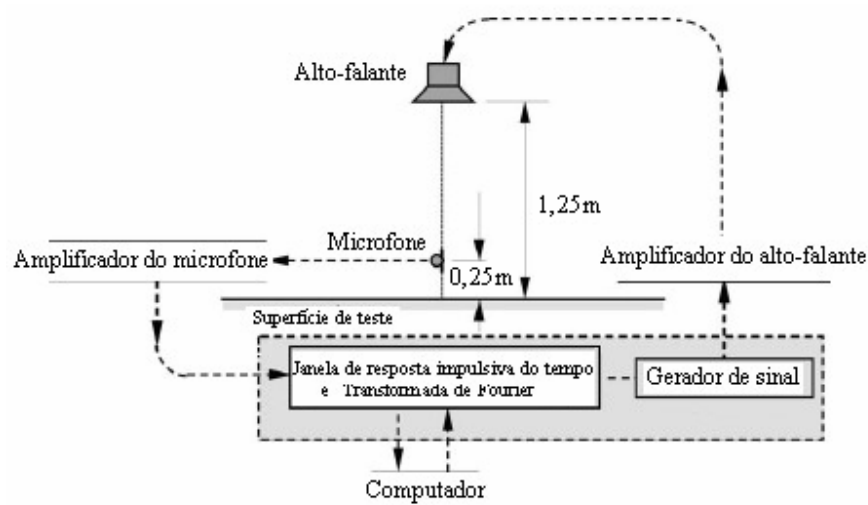 Alto-falante
1,25m
Microfone
Amplificador do microfone
0,25m
Amplificador do alto-falante
Superfície de teste
Janela de resposta impulsiva do tempo
e Transformada de Fourier
Gerador de sinal
Computador